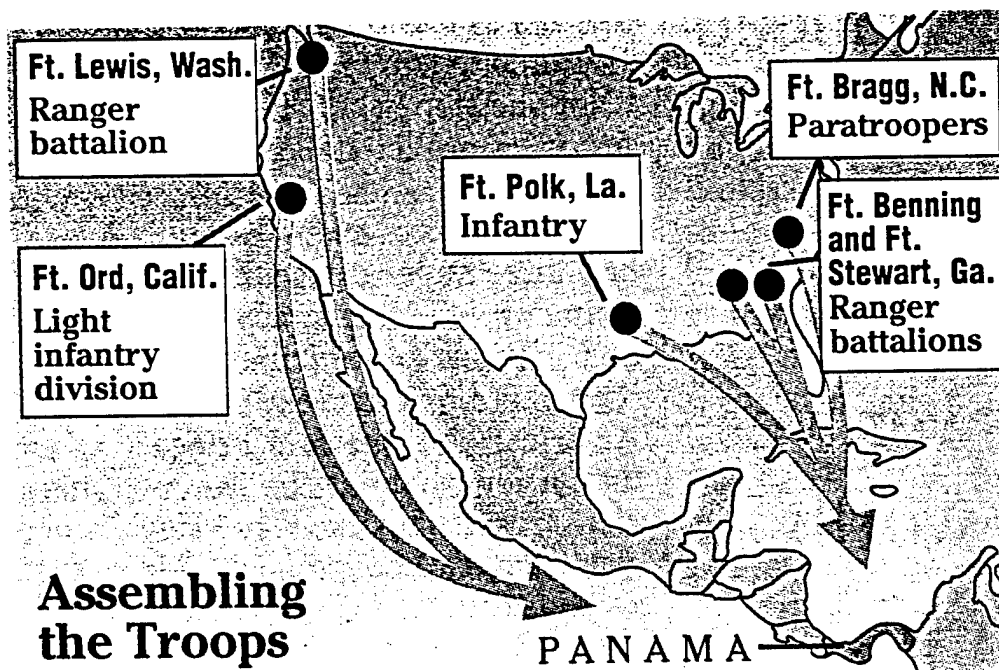 Ft. Lewis, Wash.
Ranger
battalion
Ft. Ord, Calif.
Light
infantry
division
Ft. Polk, La.
Infantry
Ft. Bragg, N.C.
Paratroopers
Ft. Benning
and Ft.
Stewart, Ga.
Ranger
battalions
Assembling
the Troops
PANAMA